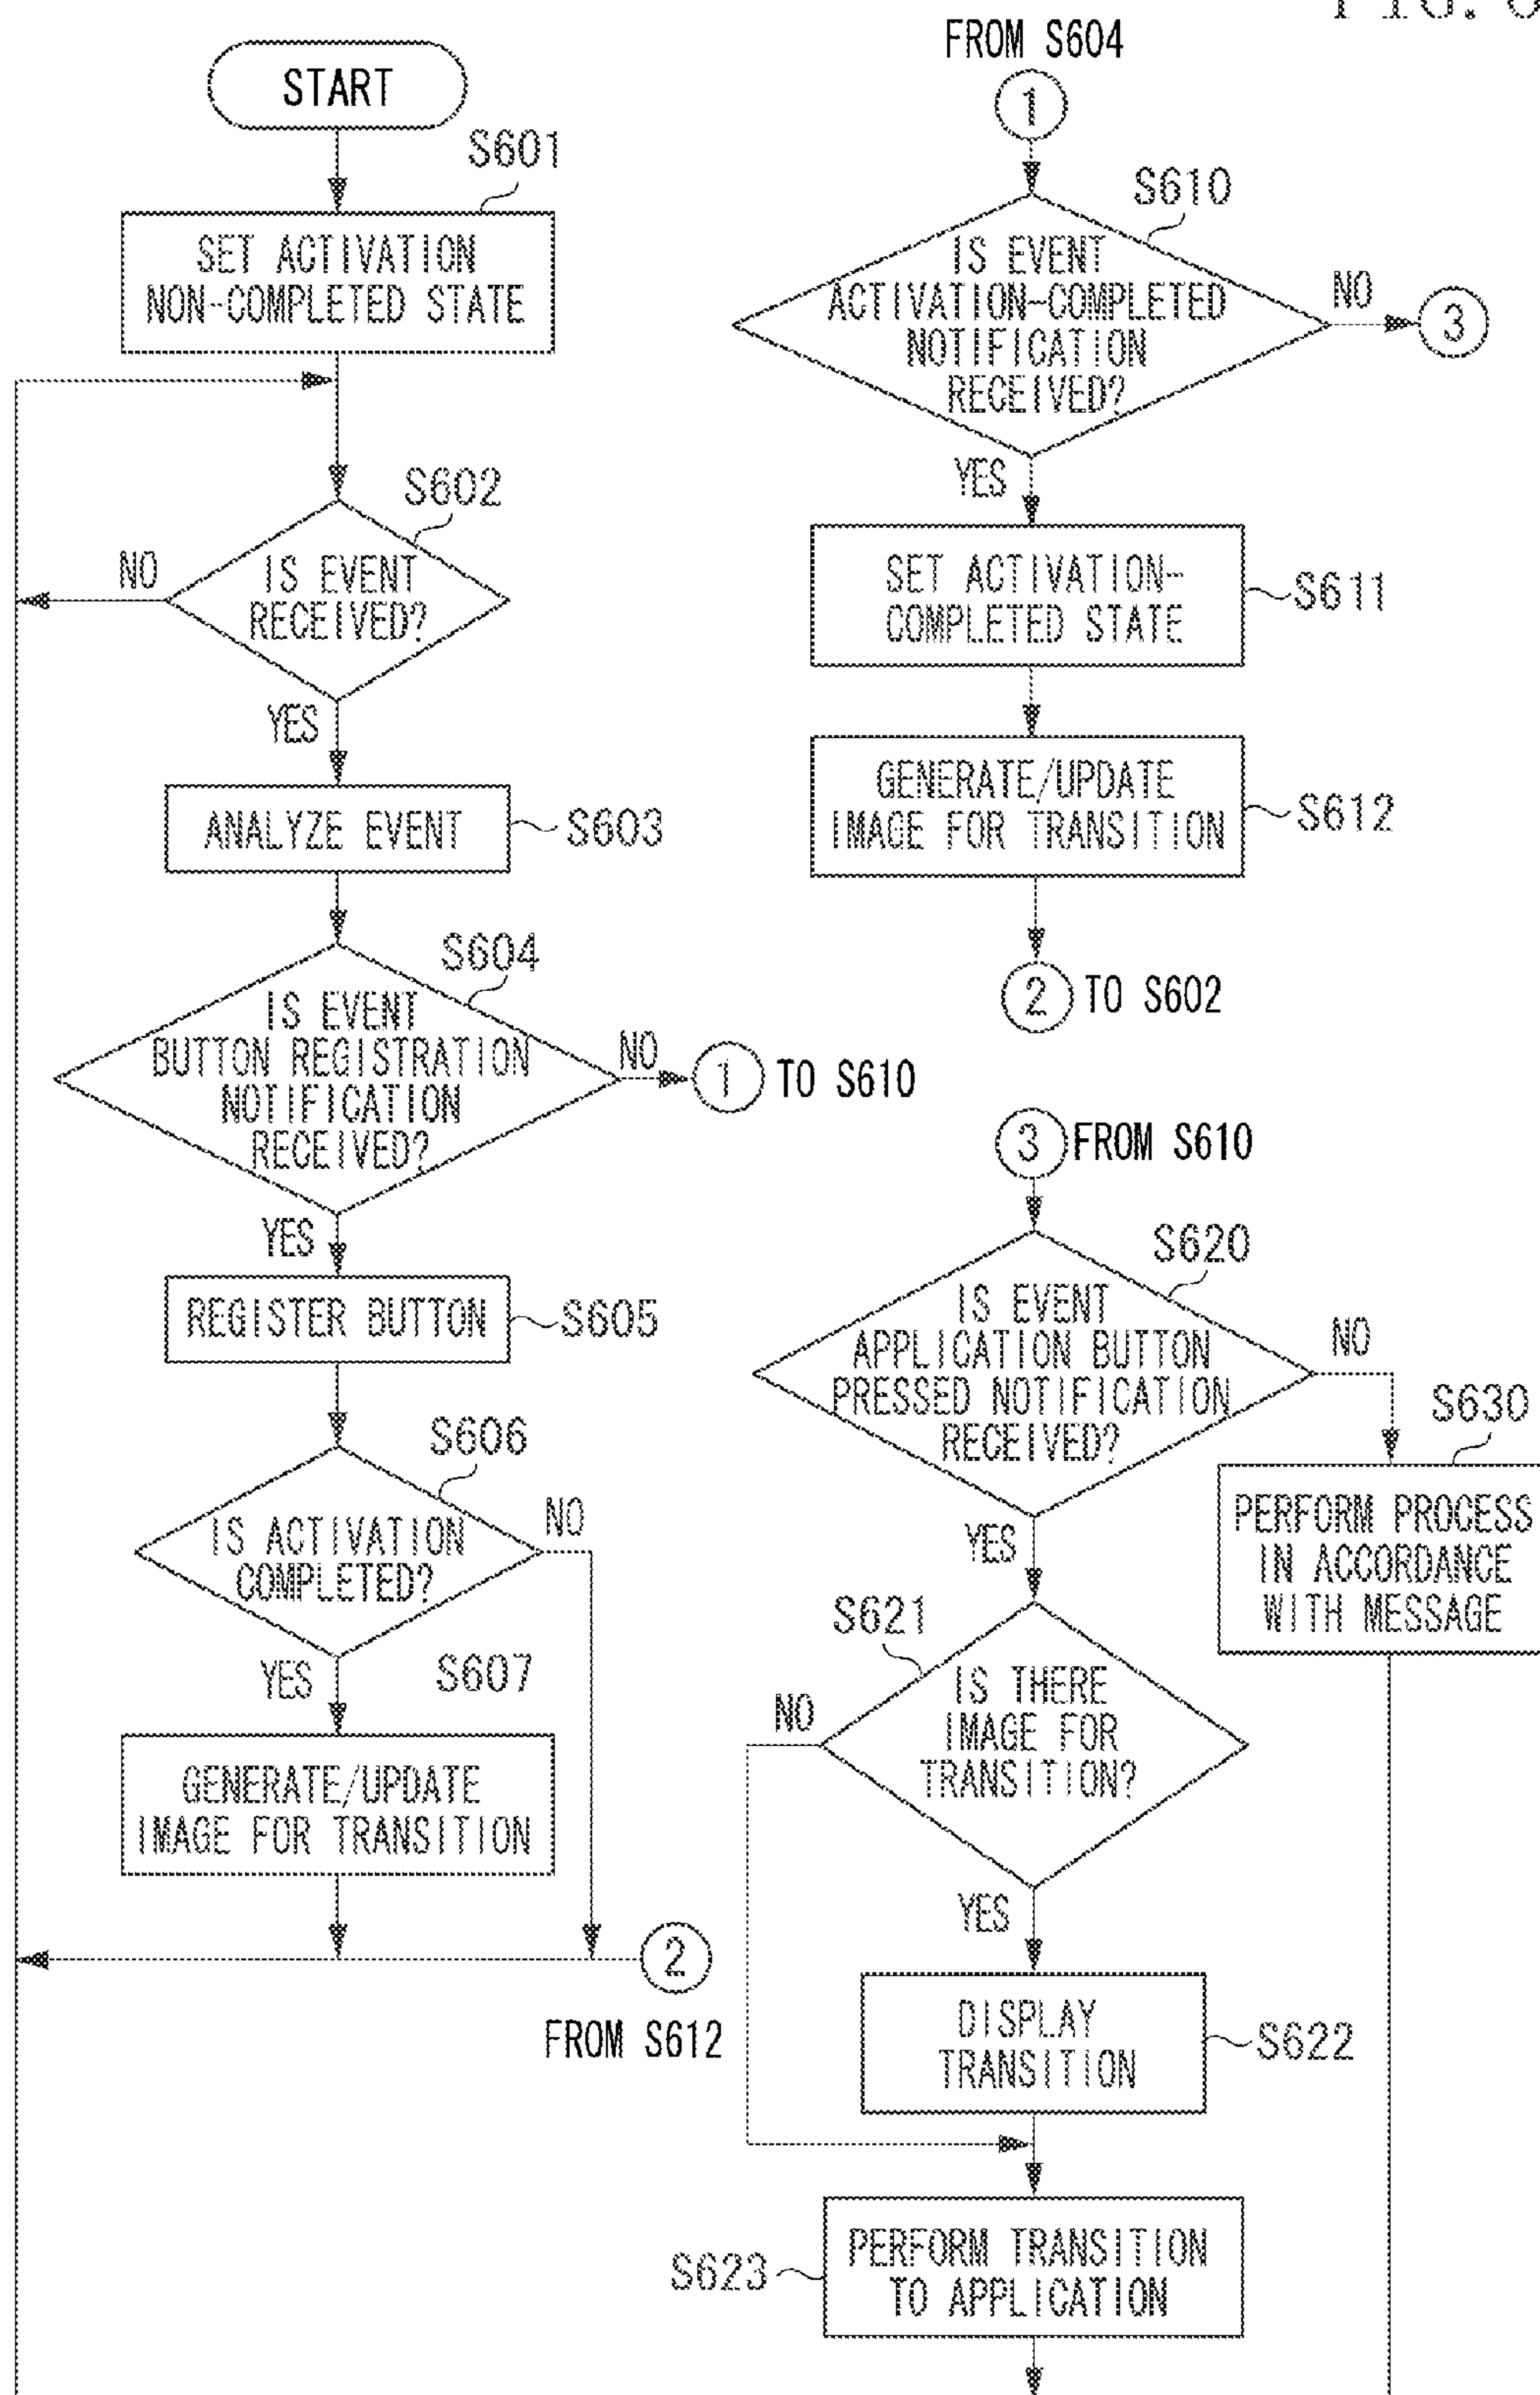 START
S601
SET ACTIVATION
NON-COMPLETED STATE
S602
IS EVENT
RECEIVED?
NO
YES
ANALYZE EVENT
S603
S604
IS EVENT
BUTTON REGISTRATION
NOTIFICATION
RECEIVED?
NO
1 TO S610
YES
REGISTER BUTTON
S605
S606
IS ACTIVATION
COMPLETED?
NO
YES
S607
GENERATE/UPDATE
IMAGE FOR TRANSITION
2
FROM S612
FROM S604
1
S610
IS EVENT
ACTIVATION-COMPLETED
NOTIFICATION
RECEIVED?
NO
3
YES
SET ACTIVATION-
COMPLETED STATE
S611
GENERATE/UPDATE
IMAGE FOR TRANSITION
S612
2 TO S602
3 FROM S610
S620
IS EVENT
APPLICATION BUTTON
PRESSED NOTIFICATION
RECEIVED?
NO
S630
PERFORM PROCESS
IN ACCORDANCE
WITH MESSAGE
YES
S621
IS THERE
IMAGE FOR
TRANSITION?
NO
YES
DISPLAY
TRANSITION
S622
S623
PERFORM TRANSITION
TO APPLICATION